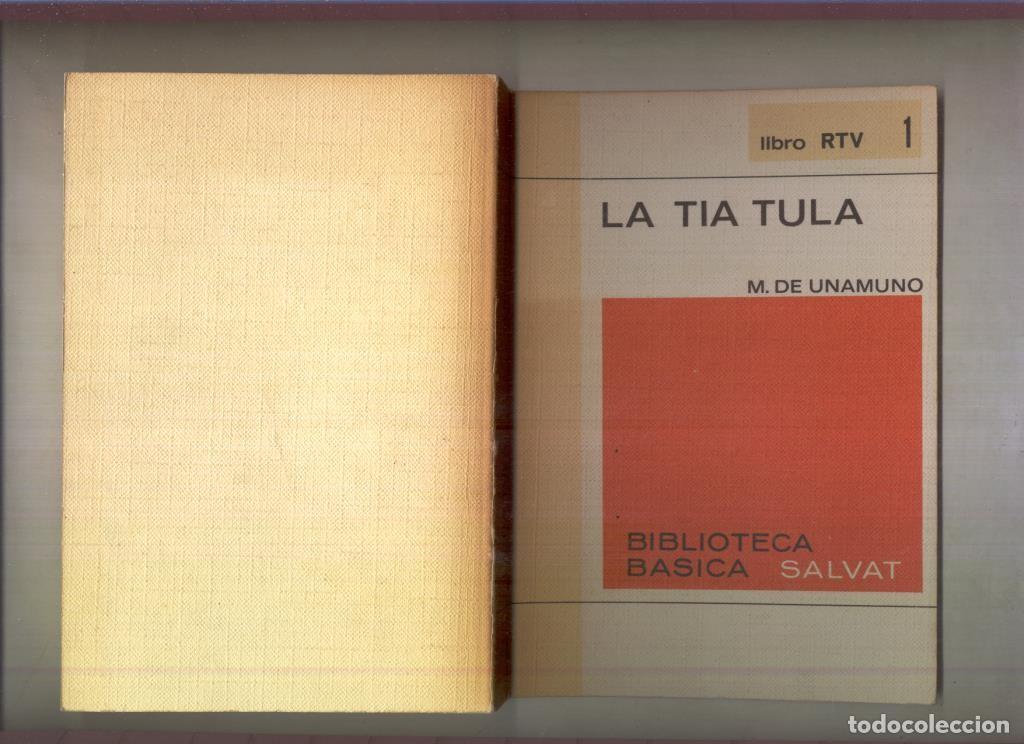 libro RTV 1
LA TIA TULA
M. DE UNAMUNO
BIBLIOTECA
BASICA SALVAT
todocoleccion